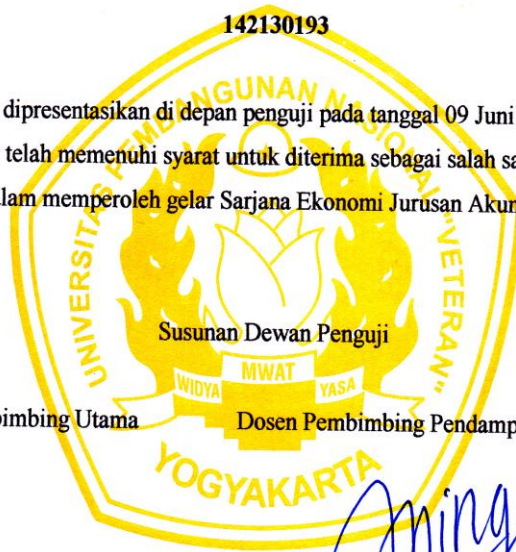 142130193
dipresentasikan di depan penguji pada tanggal 09 Juni
telah memenuhi syarat untuk diterima sebagai salah sa
alam memperoleh gelar Sarjana Ekonomi Jurusan Akun
UNIVERSITAS PEMBANGUNAN NASIONAL "VETERAN"
Susunan Dewan Penguji
WIDYA MWAT YASA
bimbing Utama Dosen Pembimbing Pendamp
YOGYAKARTA